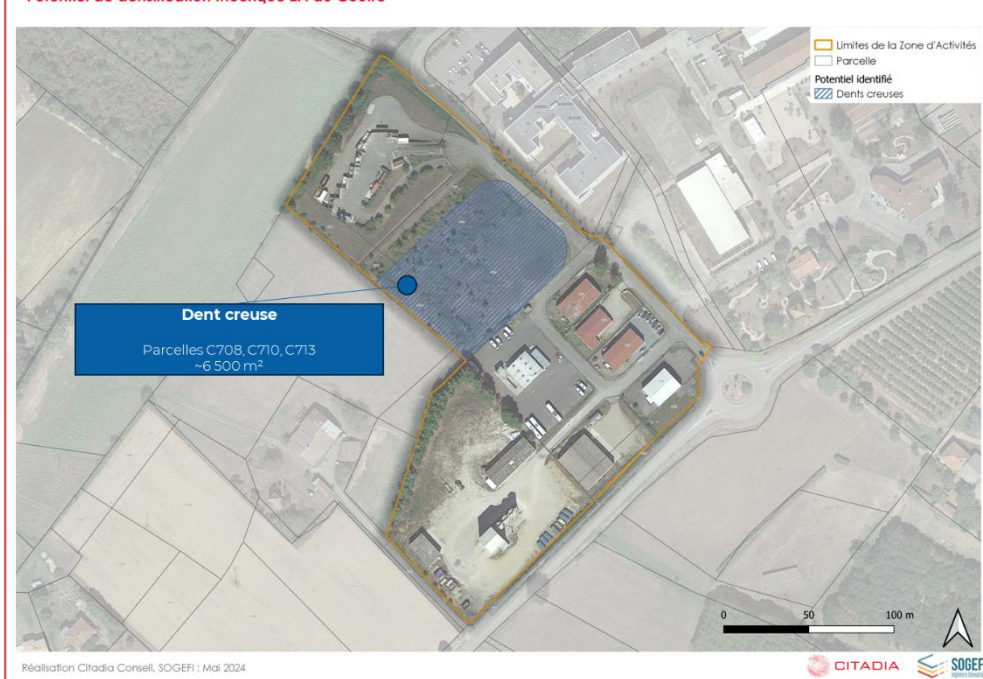 Limites de la Zone d'Activités
Parcelle
Potentiel identifié
Dents creuses
Dent creuse
Parcelles C708, C710, C713
~6 500 m²
0 50 100 m
Réalisation Citadia Conseil, SOGEFI ; Mai 2024
CITADIA
SOGEFI